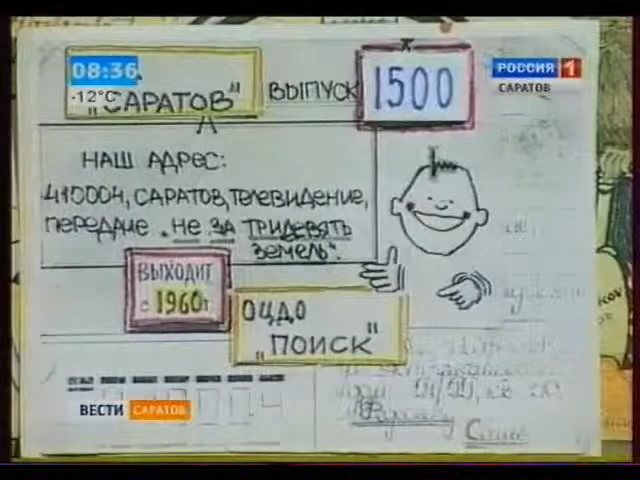 08:36
-12°C
РОССИЯ 1
САРАТОВ
"САРАТОВ"
ВЫПУСК
1500
НАШ АДРЕС:
410004, САРАТОВ, ТЕЛЕВИДЕНИЕ,
ПЕРЕДАЧЕ „НЕ ЗА ТРИДЕВЯТЬ
ЗЕМЕЛЬ".
ВЫХОДИТ
с 1960г
ОЦДО
„ПОИСК"
ВЕСТИ САРАТОВ